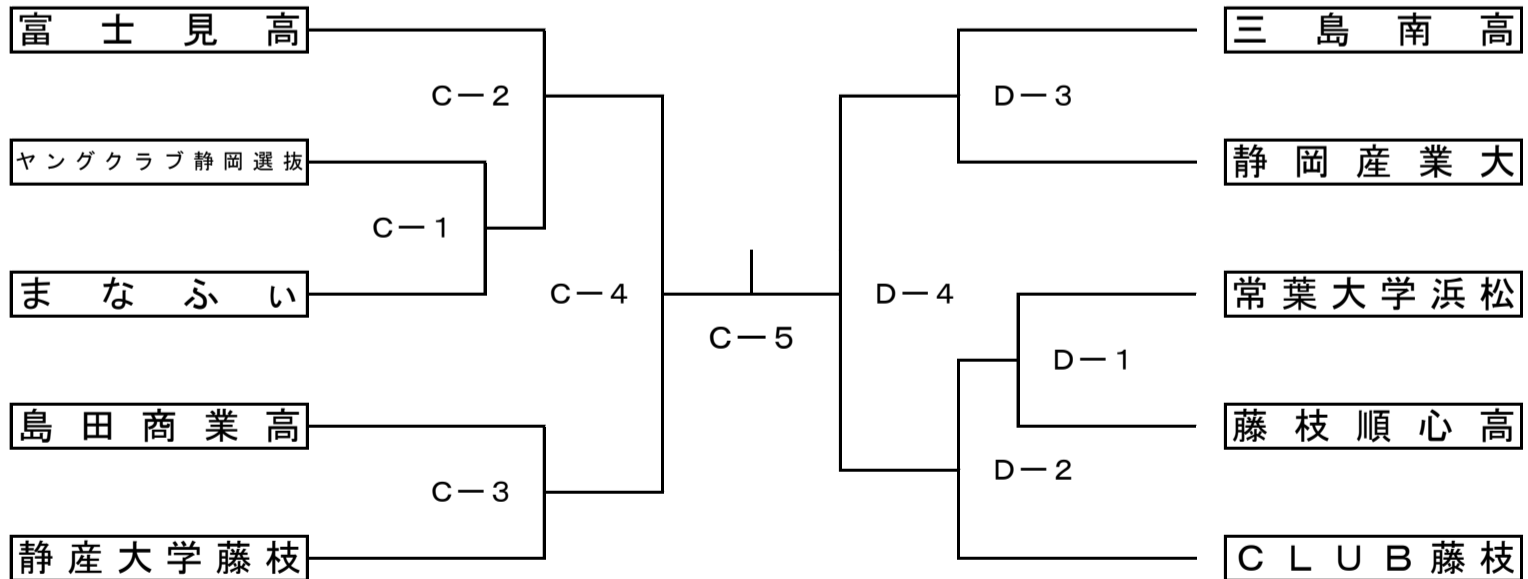 富士見高
C－2
ヤングクラブ静岡選抜
C－1
まなふぃ
C－4
島田商業高
C－3
静産大学藤枝
C－5
三島南高
D－3
静岡産業大
D－4
常葉大学浜松
D－1
藤枝順心高
D－2
CLUB藤枝